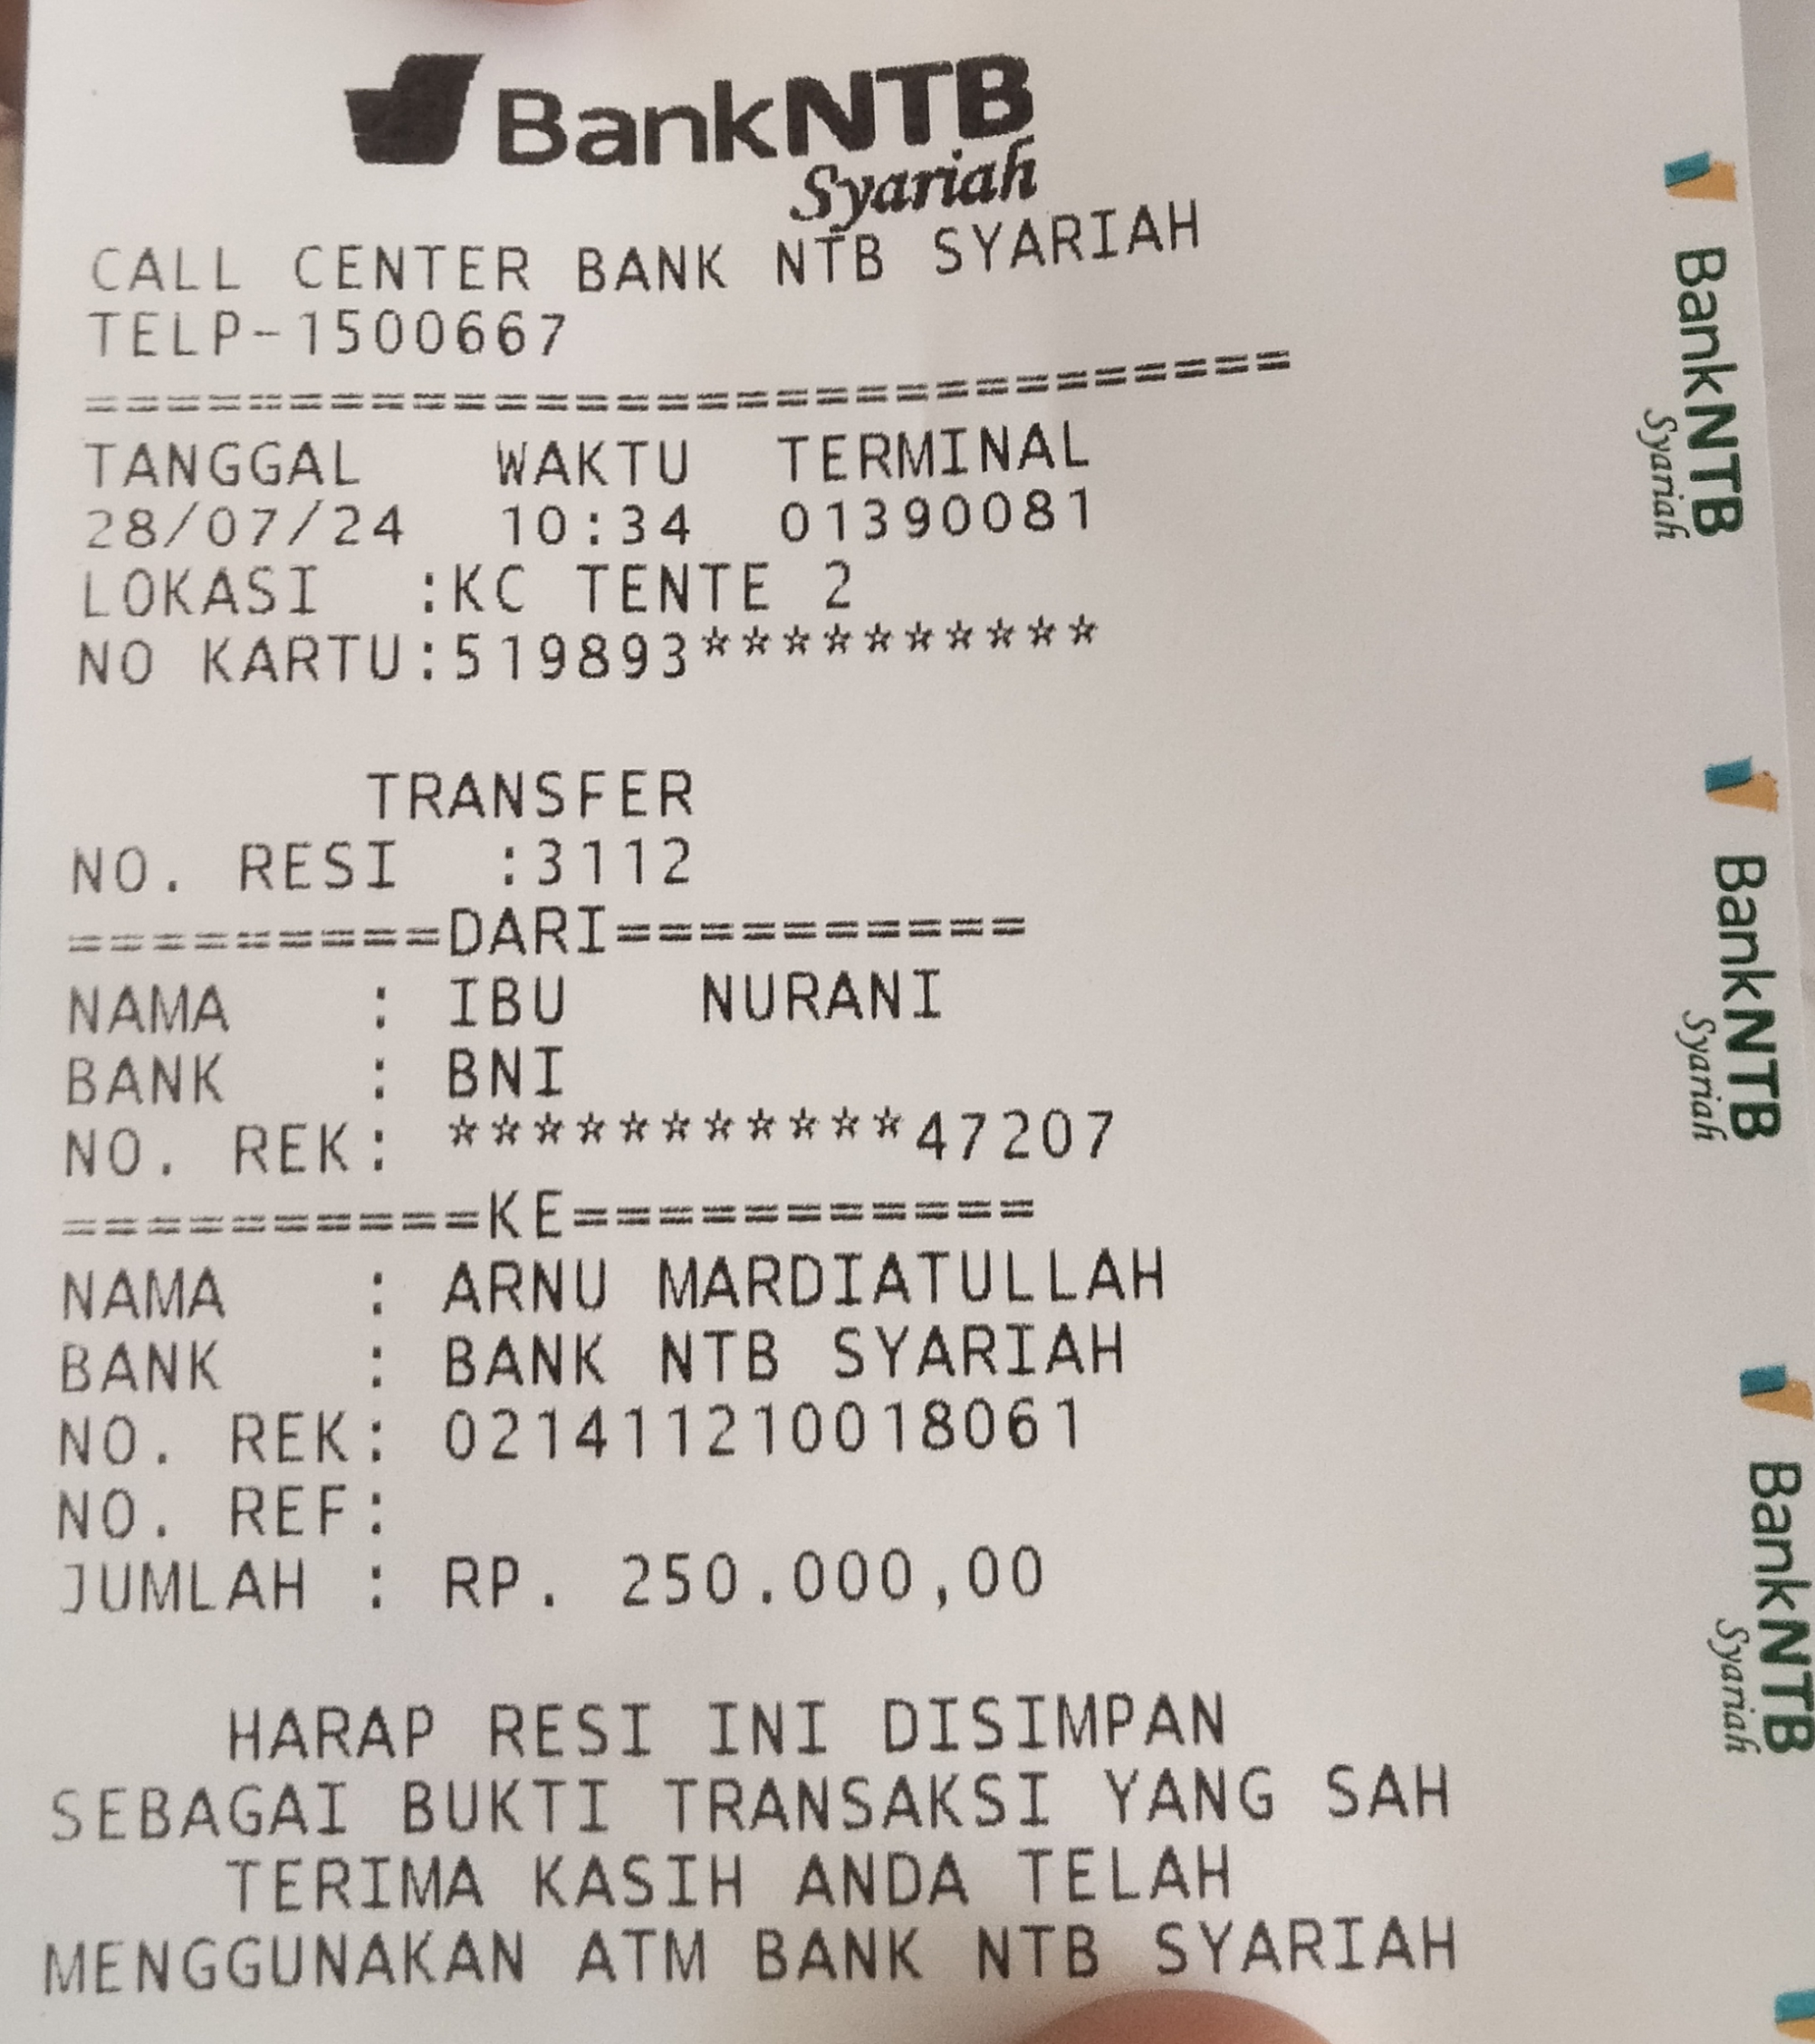 BankNTB
Syariah
CALL CENTER BANK NTB SYARIAH
TELP-1500667
==============================
TANGGAL WAKTU TERMINAL
28/07/24 10:34 01390081
LOKASI :KC TENTE 2
NO KARTU:519893**********
TRANSFER
NO. RESI :3112
=========DARI==========
NAMA : IBU NURANI
BANK : BNI
NO. REK: ***********47207
==========KE===========
NAMA : ARNU MARDIATULLAH
BANK : BANK NTB SYARIAH
NO. REK: 021411210018061
NO. REF:
JUMLAH : RP. 250.000,00
HARAP RESI INI DISIMPAN
SEBAGAI BUKTI TRANSAKSI YANG SAH
TERIMA KASIH ANDA TELAH
MENGGUNAKAN ATM BANK NTB SYARIAH
BankNTB
Syariah
BankNTB
Syariah
BankNTB
Syariah